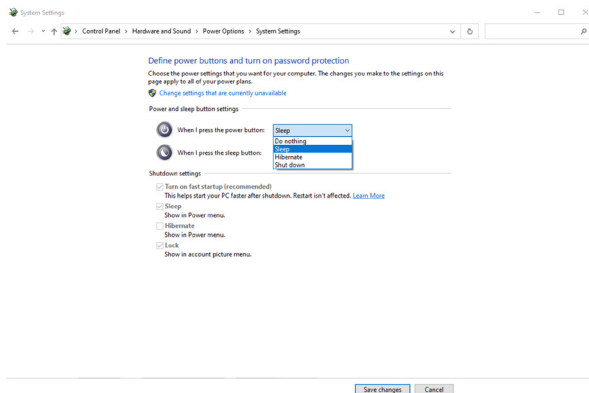 System Settings
Control Panel > Hardware and Sound > Power Options > System Settings
Define power buttons and turn on password protection
Choose the power settings that you want for your computer. The changes you make to the settings on this
page apply to all of your power plans.
Change settings that are currently unavailable
Power and sleep button settings
When I press the power button: Sleep
Do nothing
Sleep
When I press the sleep button:
Hibernate
Shut down
Shutdown settings
Turn on fast startup (recommended)
This helps start your PC faster after shutdown. Restart isn't affected. Learn More
Sleep
Show in Power menu.
Hibernate
Show in Power menu.
Lock
Show in account picture menu.
Save changes Cancel